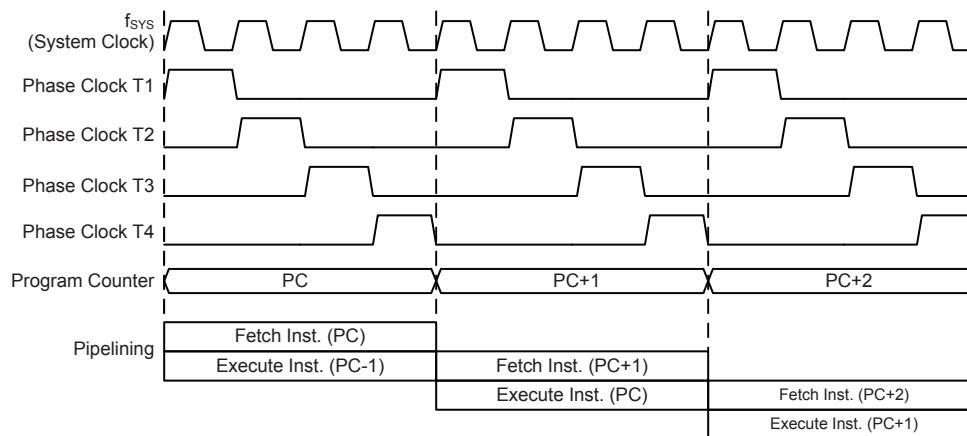 fSYS
(System Clock)
Phase Clock T1
Phase Clock T2
Phase Clock T3
Phase Clock T4
Program Counter
PC
PC+1
PC+2
Pipelining
Fetch Inst. (PC)
Execute Inst. (PC-1)
Fetch Inst. (PC+1)
Execute Inst. (PC)
Fetch Inst. (PC+2)
Execute Inst. (PC+1)